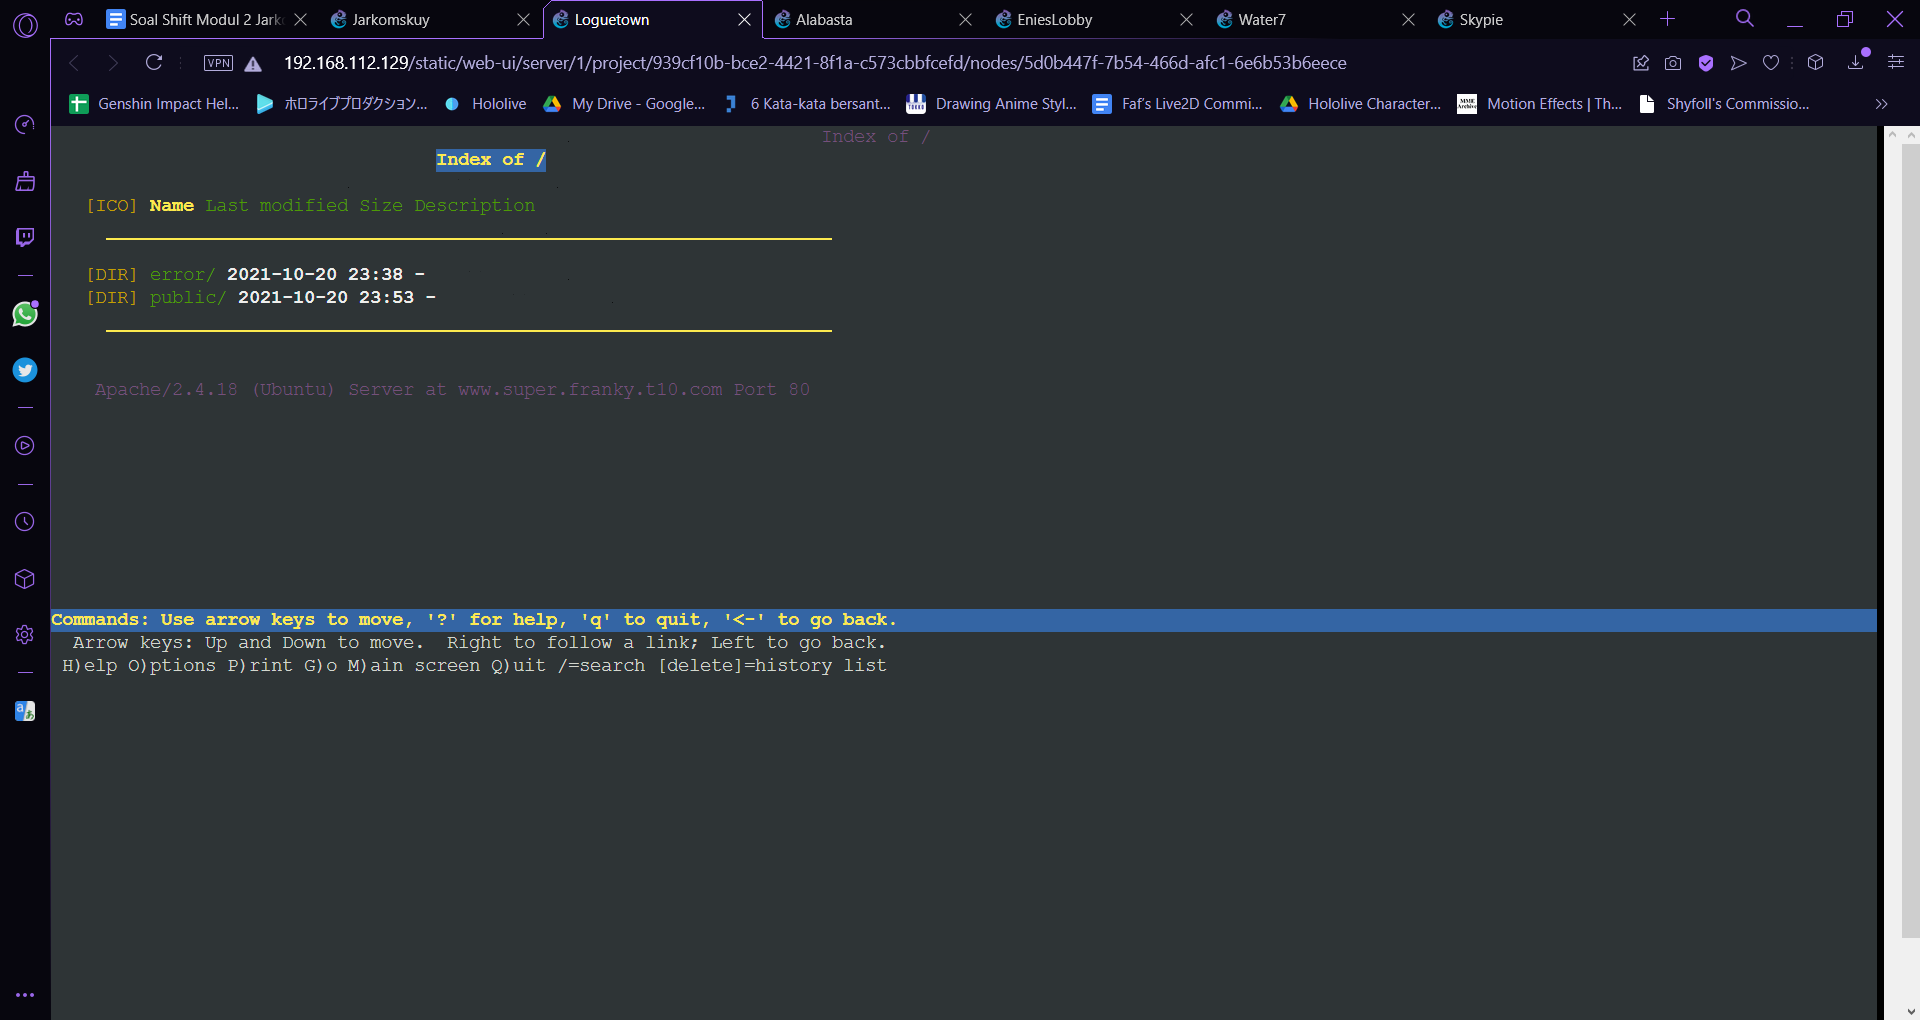 Soal Shift Modul 2 Jark
Jarkomskuy
Loguetown
Alabasta
EniesLobby
Water7
Skypie
VPN
192.168.112.129/static/web-ui/server/1/project/939cf10b-bce2-4421-8f1a-c573cbbfcefd/nodes/5d0b447f-7b54-466d-afc1-6e6b53b6eece
Genshin Impact Hel...
ホロライブプロダクション...
Hololive
My Drive - Google...
6 Kata-kata bersant...
Drawing Anime Styl...
Faf's Live2D Commi...
Hololive Character...
Motion Effects | Th...
Shyfoll's Commissio...
Index of /
Index of /
[ICO] Name Last modified Size Description
[DIR] error/ 2021-10-20 23:38 -
[DIR] public/ 2021-10-20 23:53 -
Apache/2.4.18 (Ubuntu) Server at www.super.franky.t10.com Port 80
Commands: Use arrow keys to move, '?' for help, 'q' to quit, '<-' to go back.
Arrow keys: Up and Down to move.  Right to follow a link; Left to go back.
H)elp O)ptions P)rint G)o M)ain screen Q)uit /=search [delete]=history list